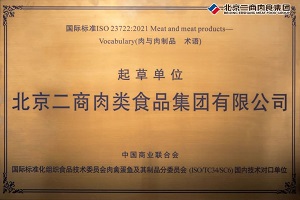 北京二商肉食集团
国际标准ISO 23722:2021 Meat and meat products—
Vocabulary(肉与肉制品 术语)
起草单位
北京二商肉类食品集团有限公司
中国商业联合会
国际标准化组织食品技术委员会肉禽蛋鱼及其制品分委员会 (ISO/TC34/SC6) 国内技术对口单位